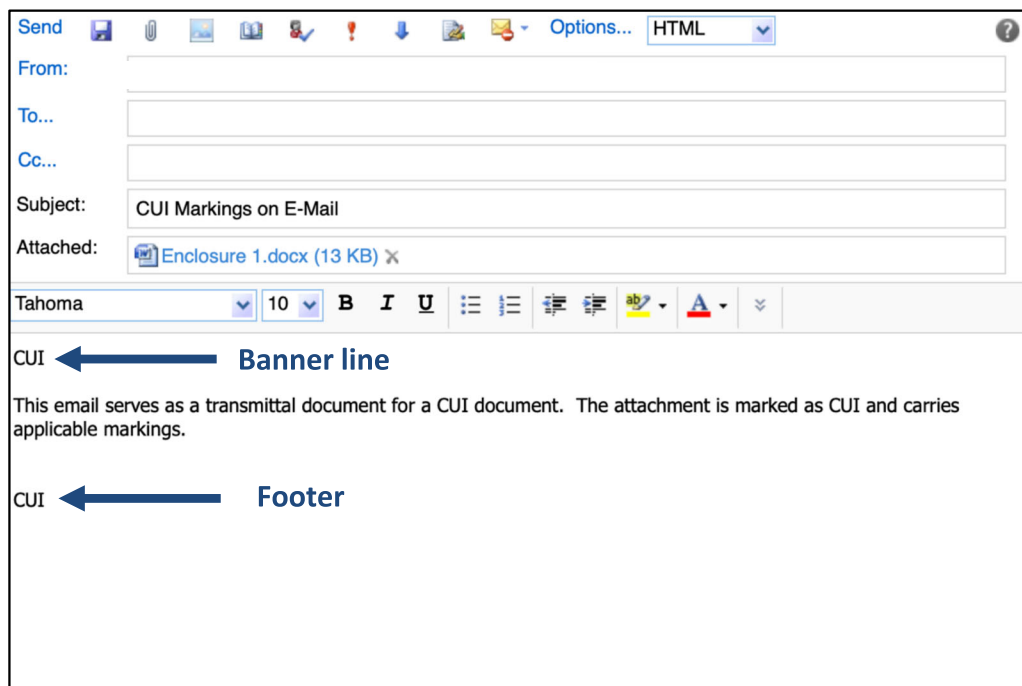 Send Options... HTML
From:
To...
Cc...
Subject: CUI Markings on E-Mail
Attached: Enclosure 1.docx (13 KB)
Tahoma 10 B I U ab A
CUI Banner line
This email serves as a transmittal document for a CUI document.  The attachment is marked as CUI and carries
applicable markings.
CUI Footer